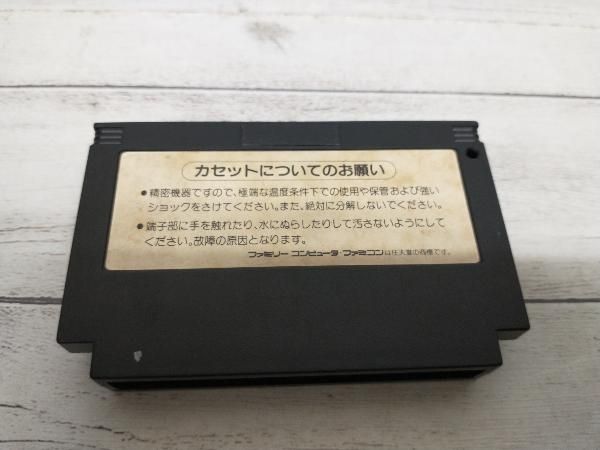 カセットについてのお願い
●精密機器ですので、極端な温度条件下での使用や保管および強い
ショックをさけてください。また、絶対に分解しないでください。
●端子部に手を触れたり、水にぬらしたりして汚さないようにして
ください。故障の原因となります。
ファミリー コンピュータ・ファミコンは任天堂の商標です。